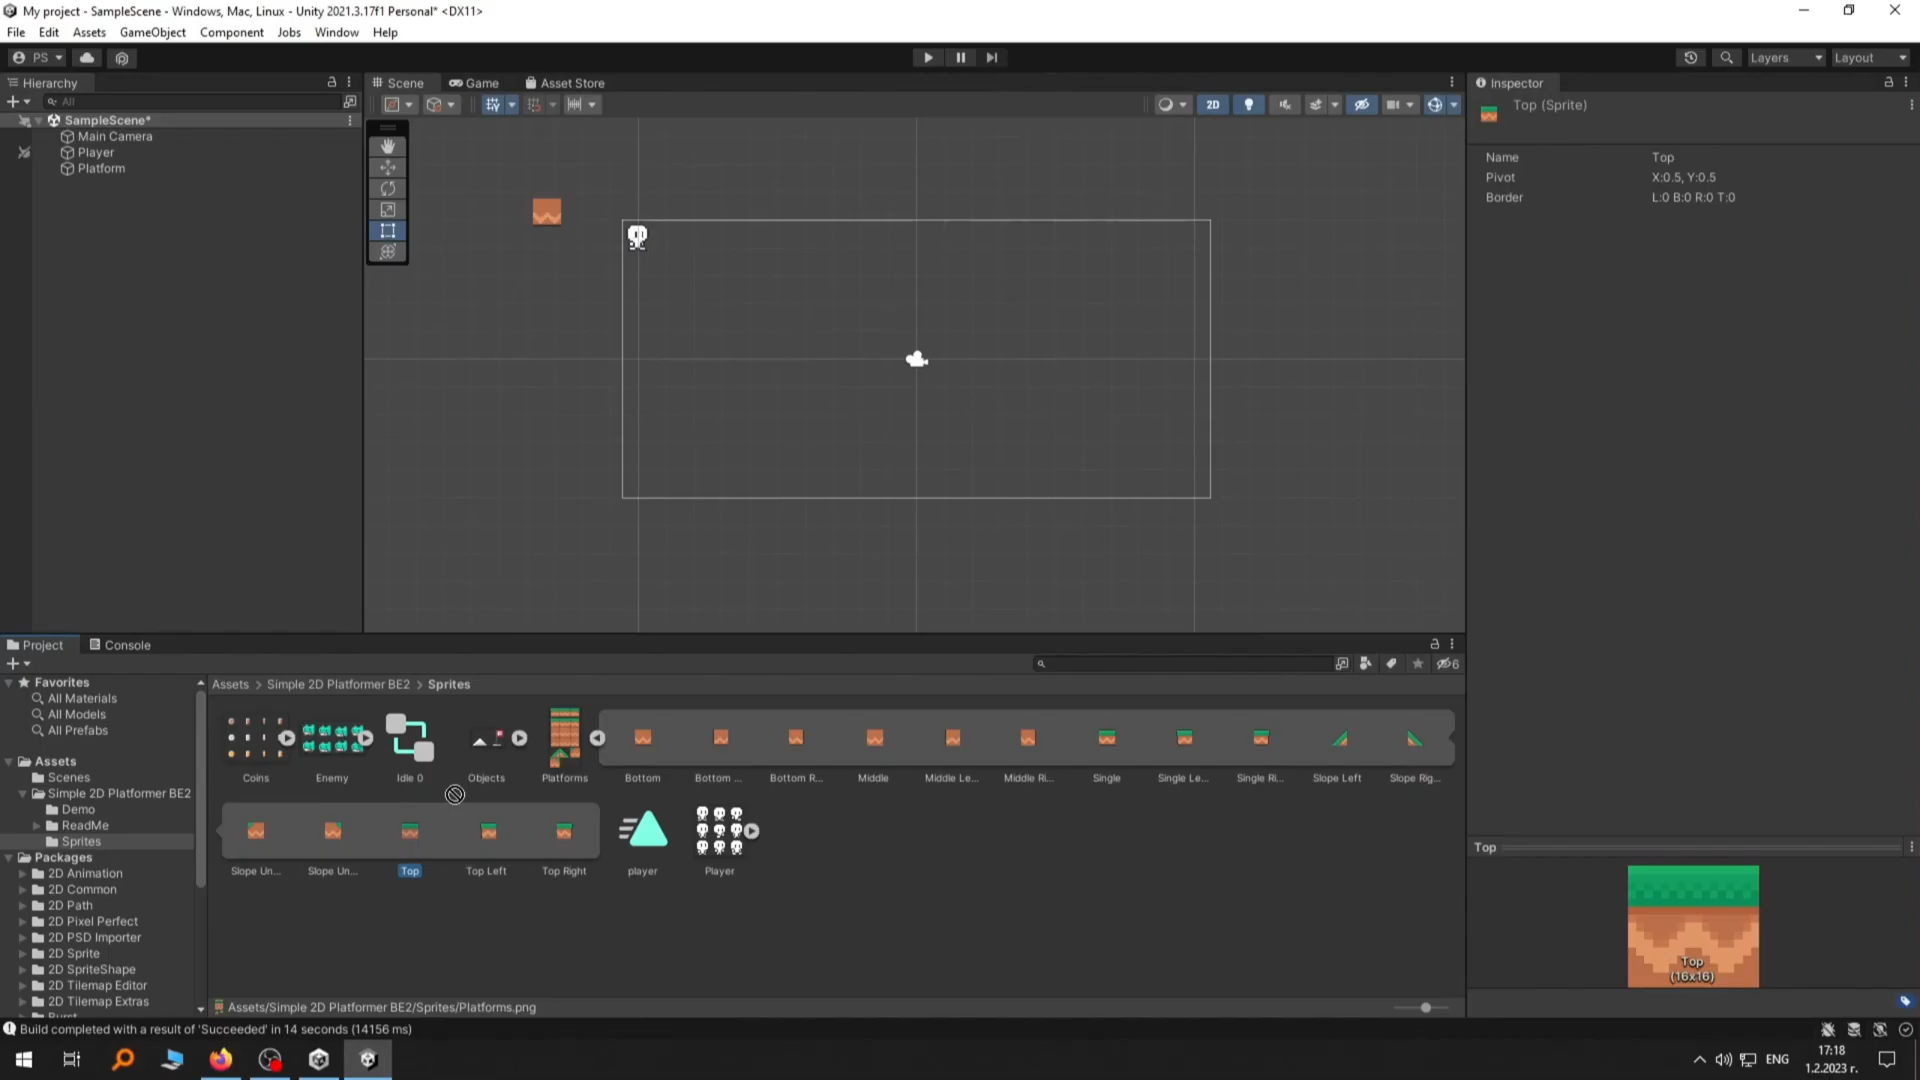 My project - SampleScene - Windows, Mac, Linux - Unity 2021.3.17f1 Personal* <DX11>
File Edit Assets GameObject Component Jobs Window Help
PS Layers Layout
Hierarchy
All
SampleScene*
Main Camera
Player
Platform
Scene Game Asset Store
2D
Inspector
Top (Sprite)
Name Top
Pivot X:0.5, Y:0.5
Border L:0 B:0 R:0 T:0
Project Console
6
Favorites
All Materials
All Models
All Prefabs
Assets
Scenes
Simple 2D Platformer BE2
Demo
ReadMe
Sprites
Packages
2D Animation
2D Common
2D Path
2D Pixel Perfect
2D PSD Importer
2D Sprite
2D SpriteShape
2D Tilemap Editor
2D Tilemap Extras
Burst
Assets > Simple 2D Platformer BE2 > Sprites
Coins Enemy Idle 0 Objects Platforms Bottom Bottom ... Bottom R... Middle Middle Le... Middle Ri... Single Single Le... Single Ri... Slope Left Slope Rig...
Slope Un... Slope Un... Top Top Left Top Right player Player
Assets/Simple 2D Platformer BE2/Sprites/Platforms.png
Top
Top
(16x16)
Build completed with a result of 'Succeeded' in 14 seconds (14156 ms)
ENG
17:18
1.2.2023 г.